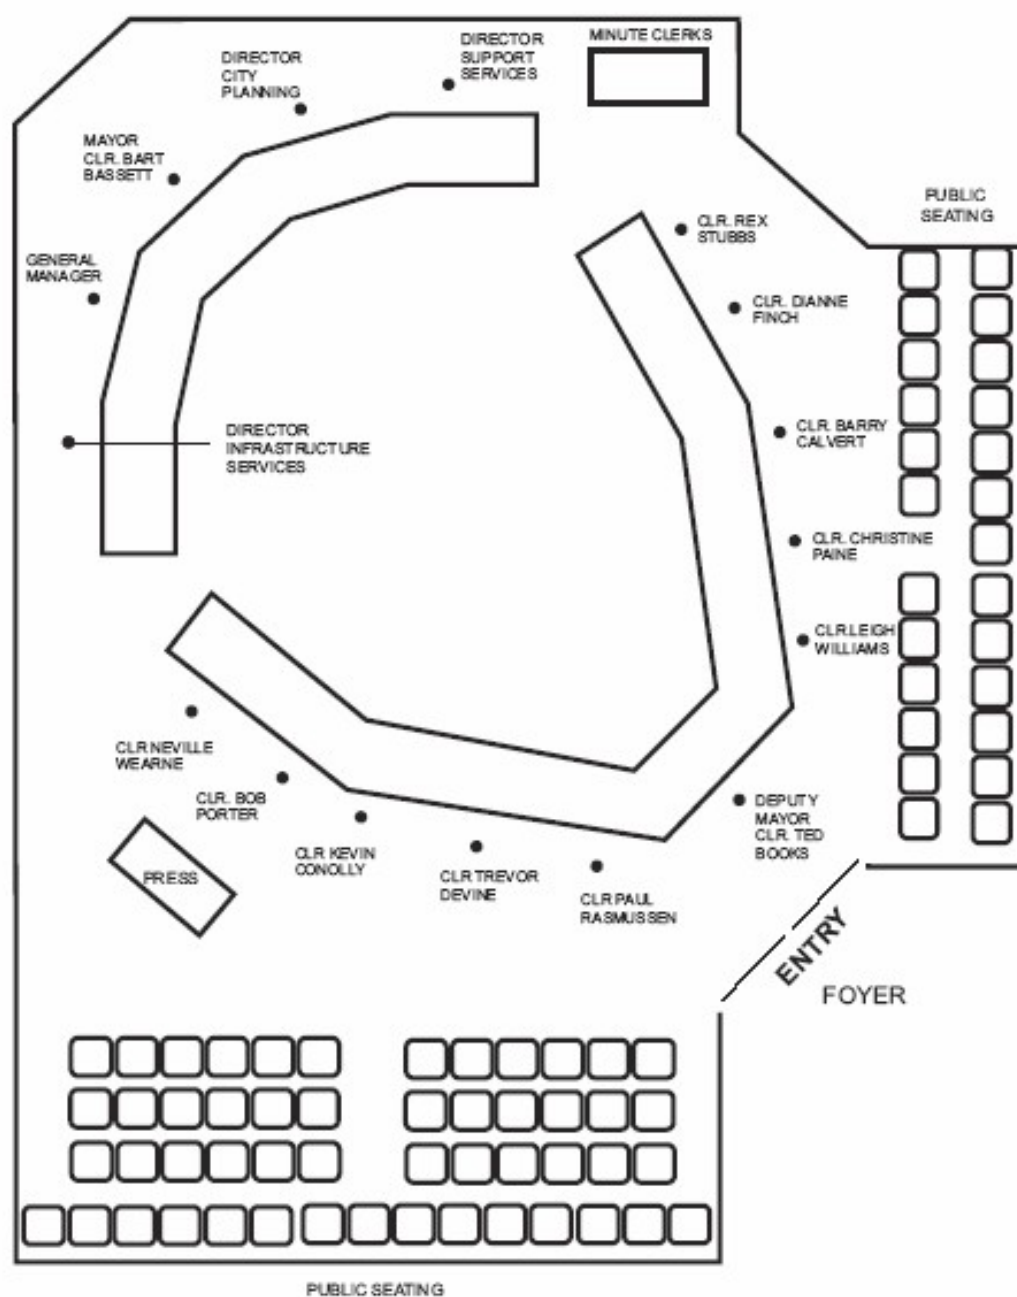 DIRECTOR
SUPPORT
SERVICES
MINUTE CLERKS
DIRECTOR
CITY
PLANNING
MAYOR
CLR. BART
BASSETT
GENERAL
MANAGER
DIRECTOR
INFRASTRUCTURE
SERVICES
PUBLIC
SEATING
CLR. REX
STUBBS
CLR. DIANNE
FINCH
CLR. BARRY
CALVERT
CLR. CHRISTINE
PAINE
CLR.LEIGH
WILLIAMS
DEPUTY
MAYOR
CLR. TED
BOOKS
CLR NEVILLE
WEARNE
CLR. BOB
PORTER
CLR KEVIN
CONOLLY
CLR TREVOR
DEVINE
CLR PAUL
RASMUSSEN
PRESS
ENTRY
FOYER
PUBLIC SEATING